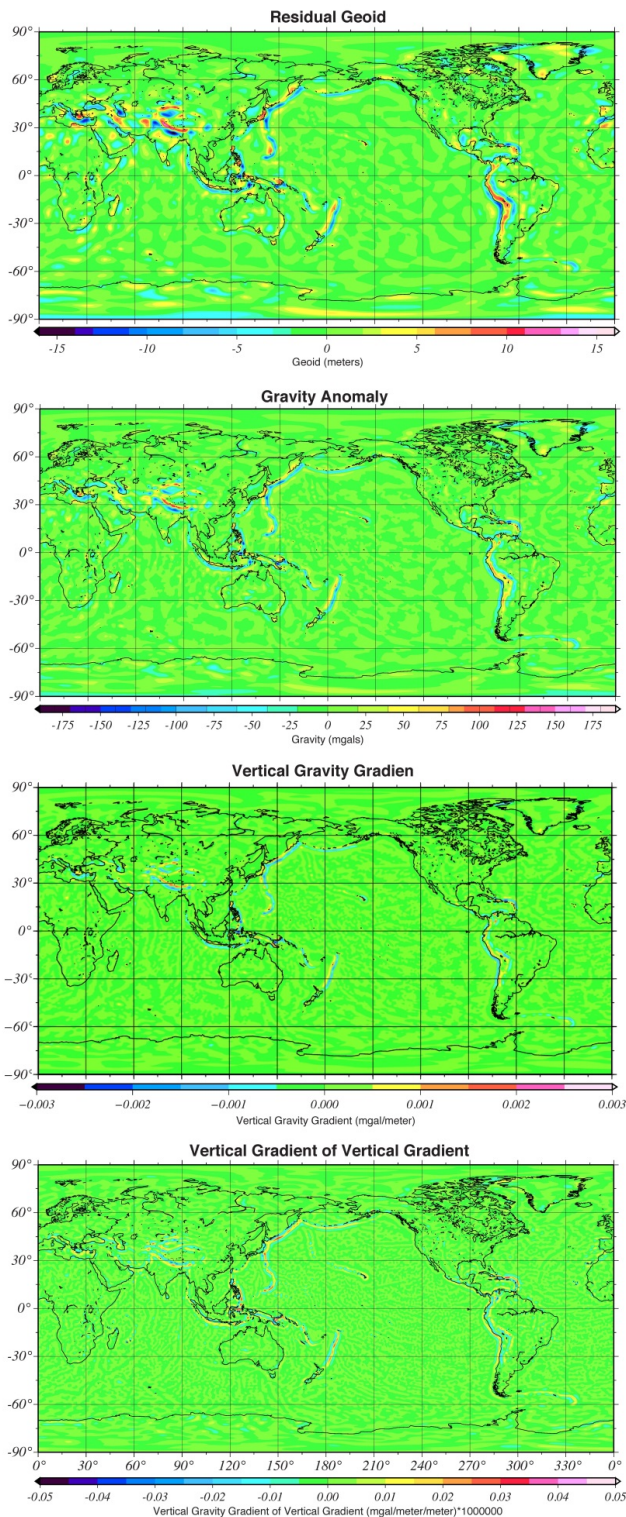 Residual Geoid
90°
60°
30°
0°
-30°
-60°
-90°
-15 -10 -5 0 5 10 15
Geoid (meters)
Gravity Anomaly
90°
60°
30°
0°
-30°
-60°
-90°
-175 -150 -125 -100 -75 -50 -25 0 25 50 75 100 125 150 175
Gravity (mgals)
Vertical Gravity Gradien
90°
60°
30°
0°
−30°
−60°
−90°
−0.003 −0.002 −0.001 0.000 0.001 0.002 0.003
Vertical Gravity Gradient (mgal/meter)
Vertical Gradient of Vertical Gradient
90°
60°
30°
0°
-30°
-60°
-90°
0° 30° 60° 90° 120° 150° 180° 210° 240° 270° 300° 330° 0°
-0.05 -0.04 -0.03 -0.02 -0.01 0.00 0.01 0.02 0.03 0.04 0.05
Vertical Gravity Gradient of Vertical Gradient (mgal/meter/meter)*1000000